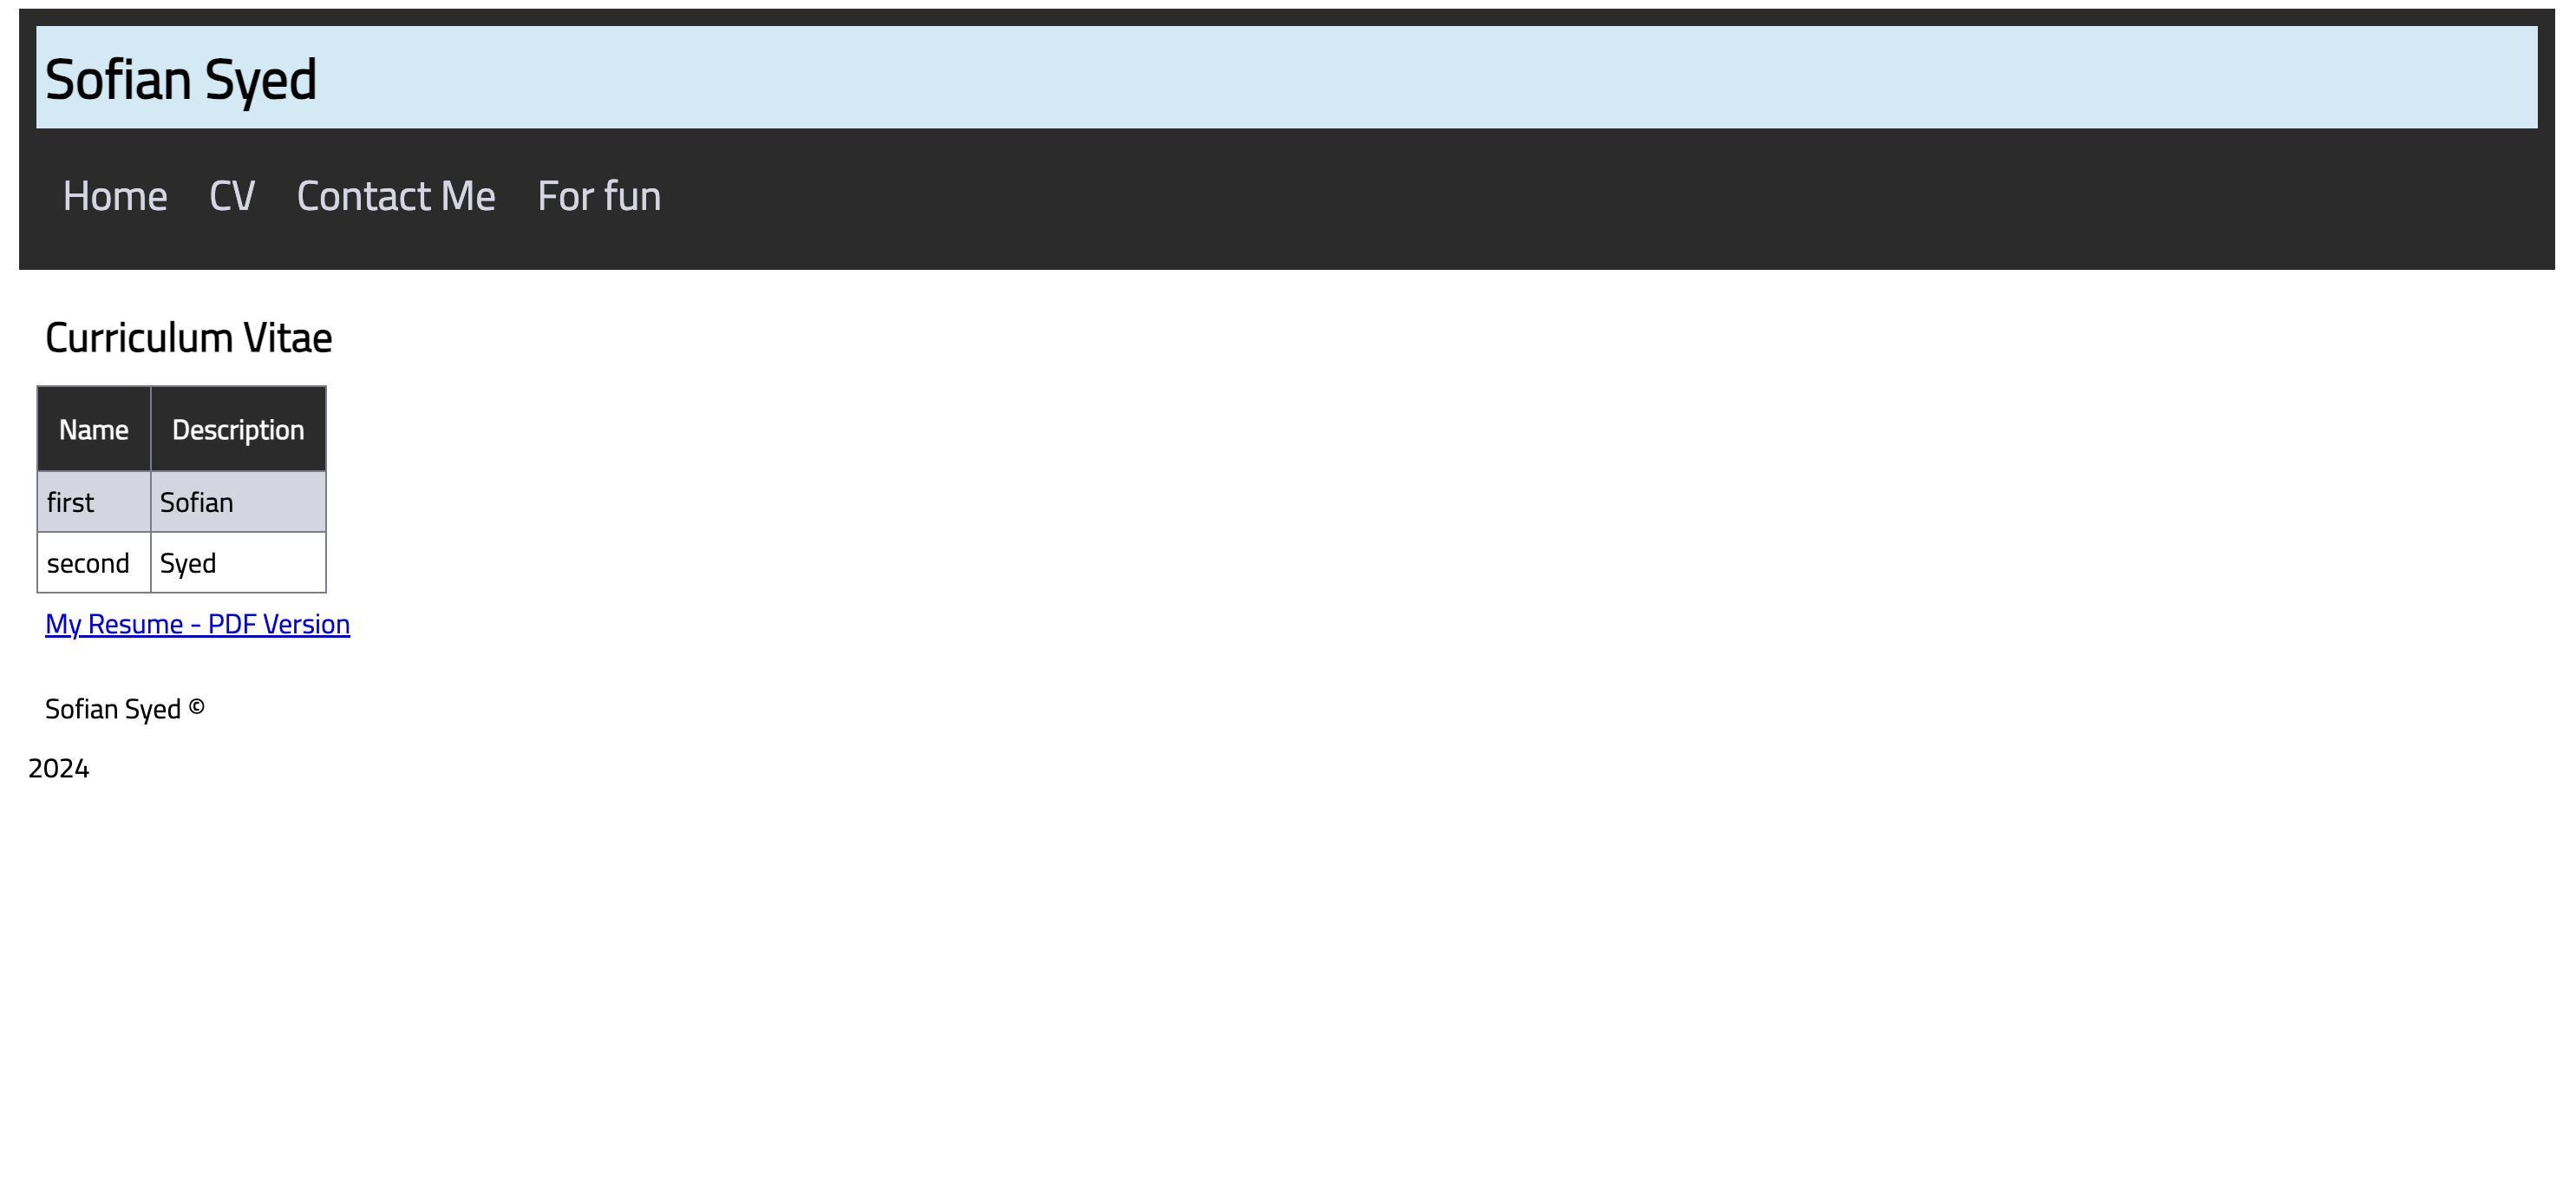 Sofian Syed
Home CV Contact Me For fun
Curriculum Vitae
Name Description
first Sofian
second Syed
My Resume - PDF Version
Sofian Syed ©
2024